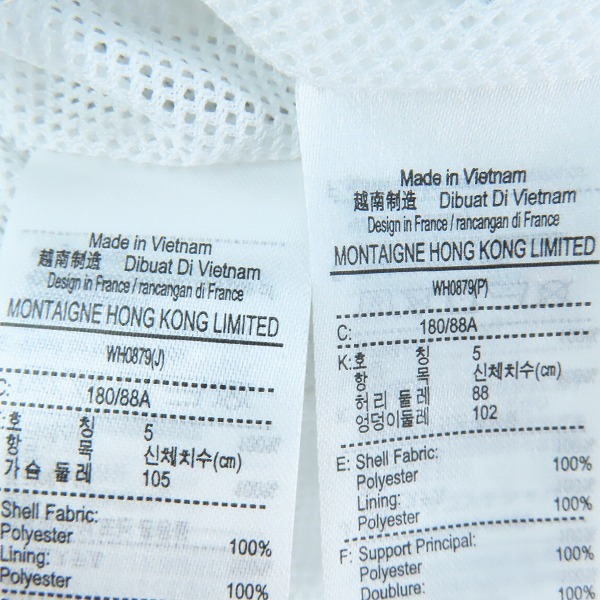 Made in Vietnam
越南制造 Dibuat Di Vietnam
Design in France / rancangan di France
MONTAIGNE HONG KONG LIMITED
WH0879(J)
C: 180/88A
호 칭 5
항 목 신체치수(cm)
가슴 둘레 105
Shell Fabric:
Polyester 100%
Lining:
Polyester 100%
Made in Vietnam
越南制造 Dibuat Di Vietnam
Design in France / rancangan di France
MONTAIGNE HONG KONG LIMITED
WH0879(P)
C: 180/88A
K: 호 칭 5
항 목 신체치수(cm)
허리 둘레 88
엉덩이둘레 102
E: Shell Fabric:
Polyester 100%
Lining:
Polyester 100%
F: Support Principal:
Polyester 100%
Doublure:
100%